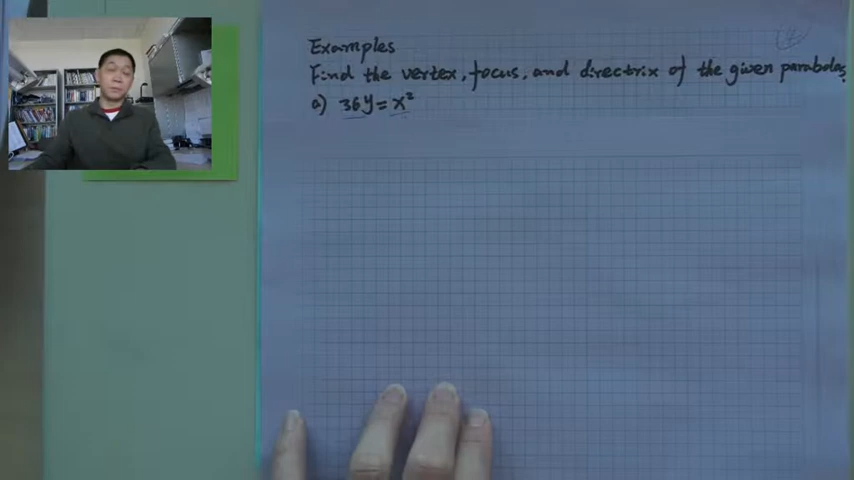 Examples
Find the vertex, focus, and directrix of the given parabolas
a) 36y = x²